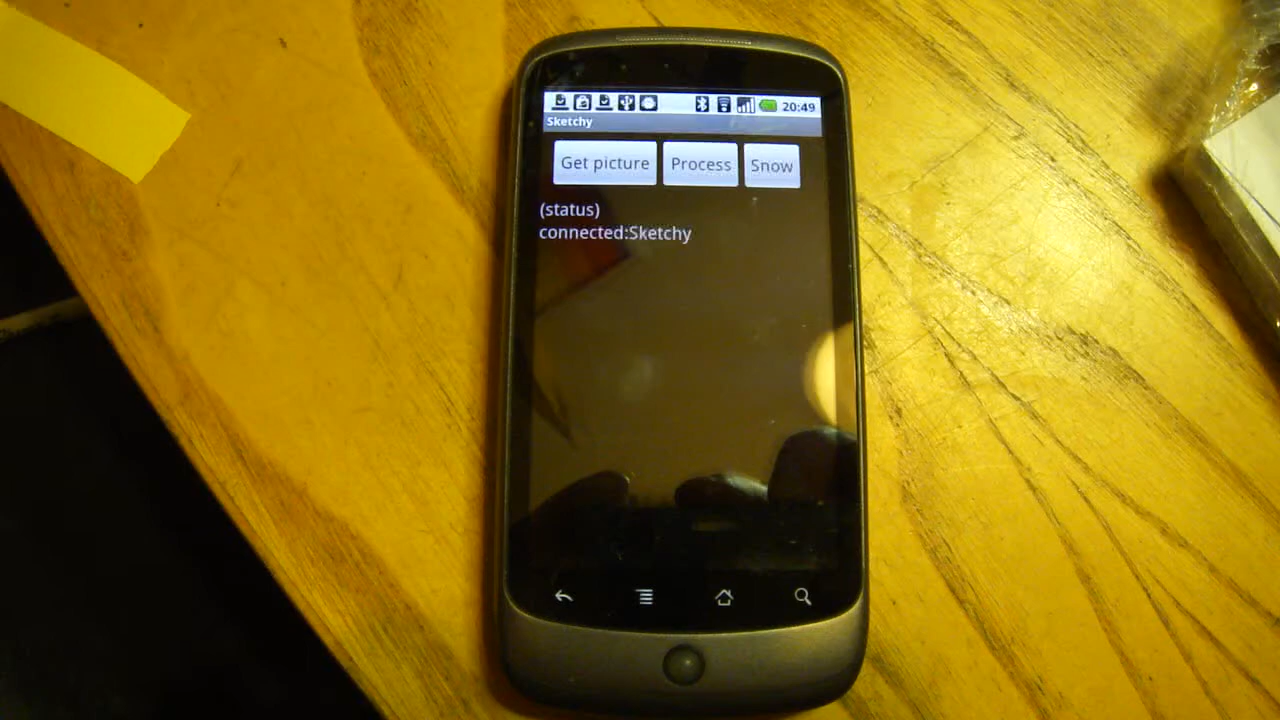 20:49
Sketchy
Get picture Process Snow
(status)
connected:Sketchy